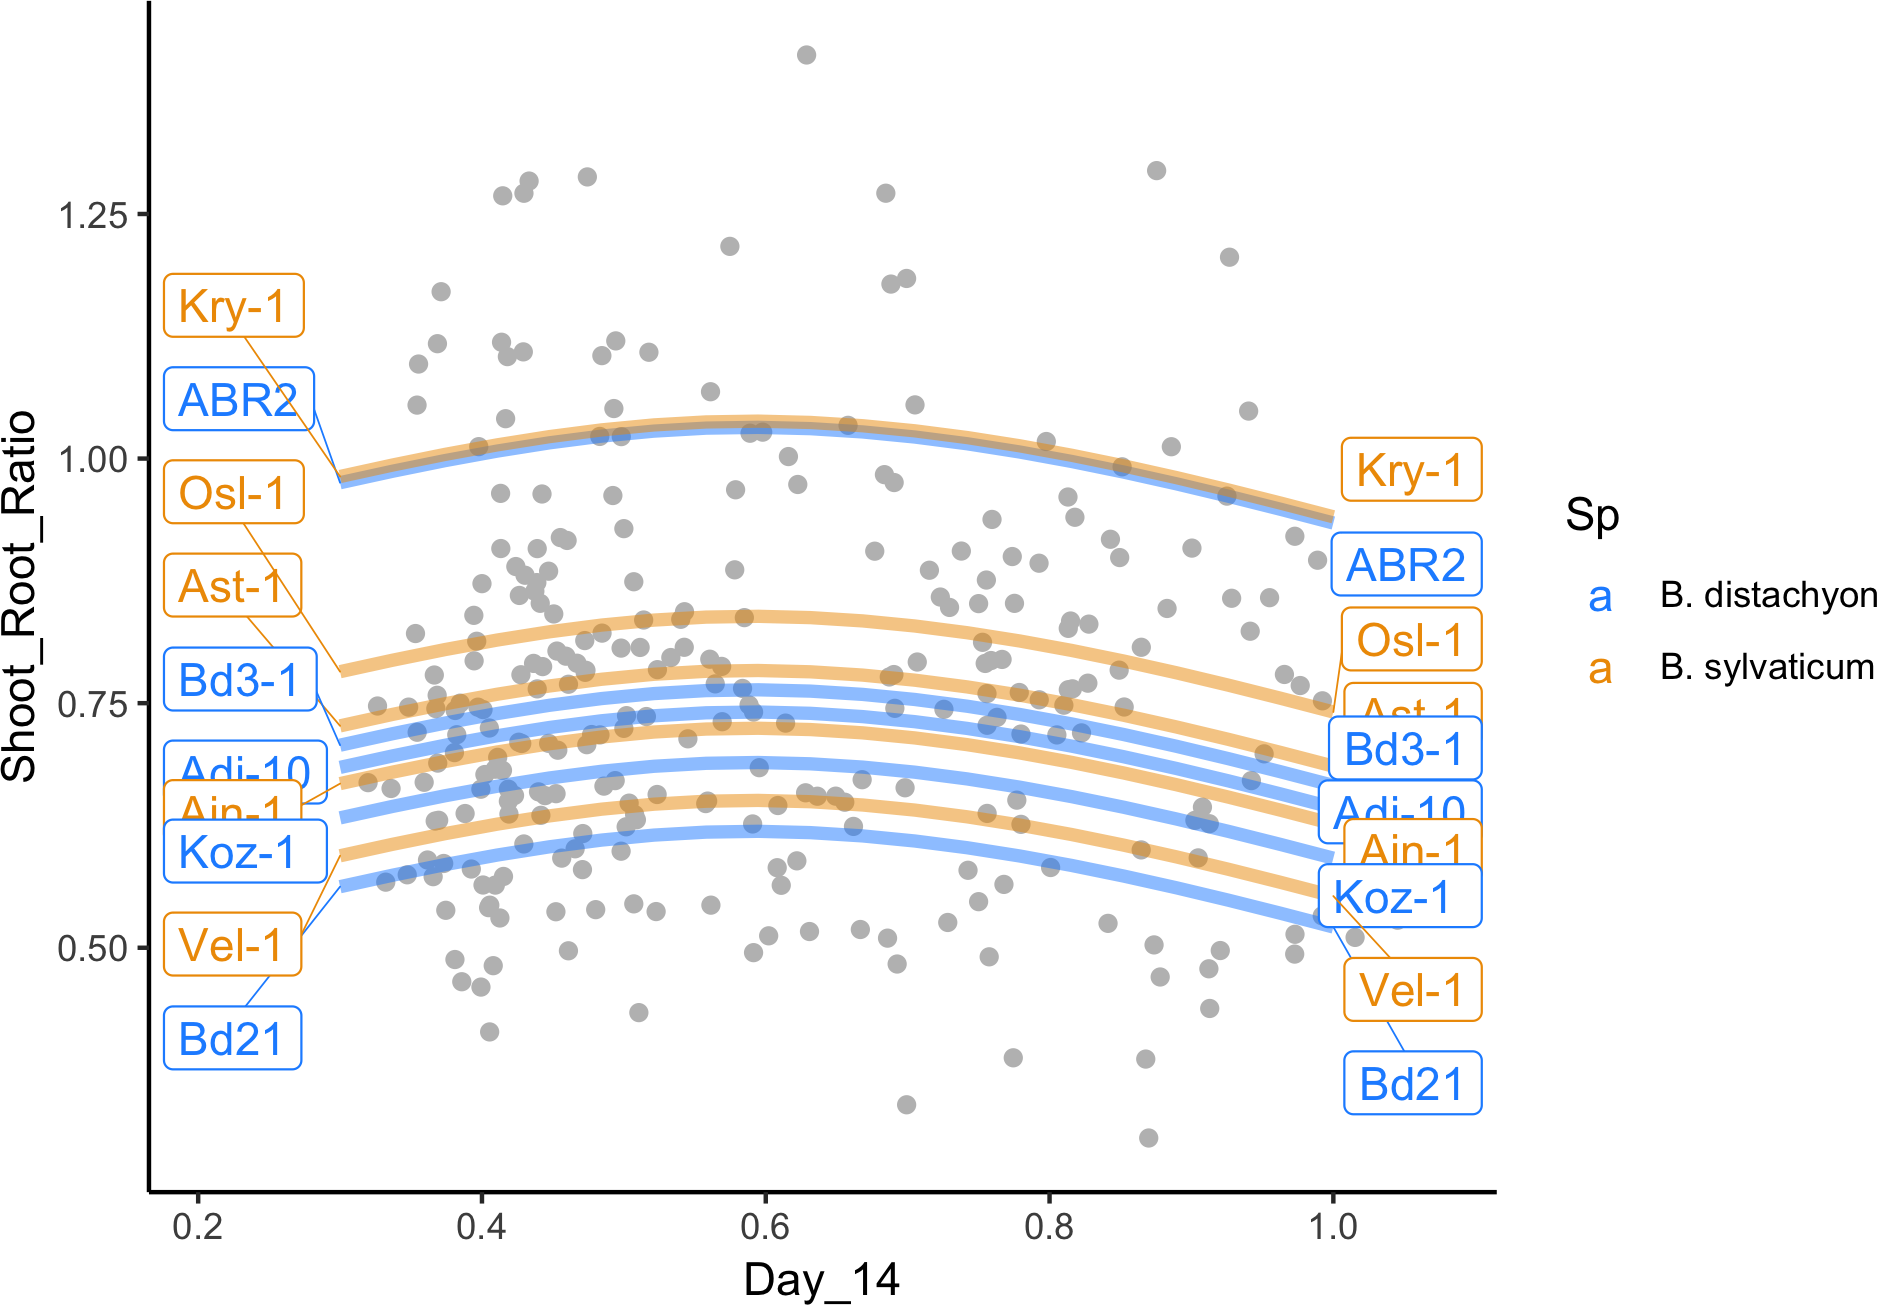 Shoot_Root_Ratio
1.25
1.00
0.75
0.50
Kry-1
ABR2
Osl-1
Ast-1
Bd3-1
Adi-10
Ain-1
Koz-1
Vel-1
Bd21
Kry-1
ABR2
Osl-1
Ast-1
Bd3-1
Adi-10
Ain-1
Koz-1
Vel-1
Bd21
0.2 0.4 0.6 0.8 1.0
Day_14
Sp
a B. distachyon
a B. sylvaticum